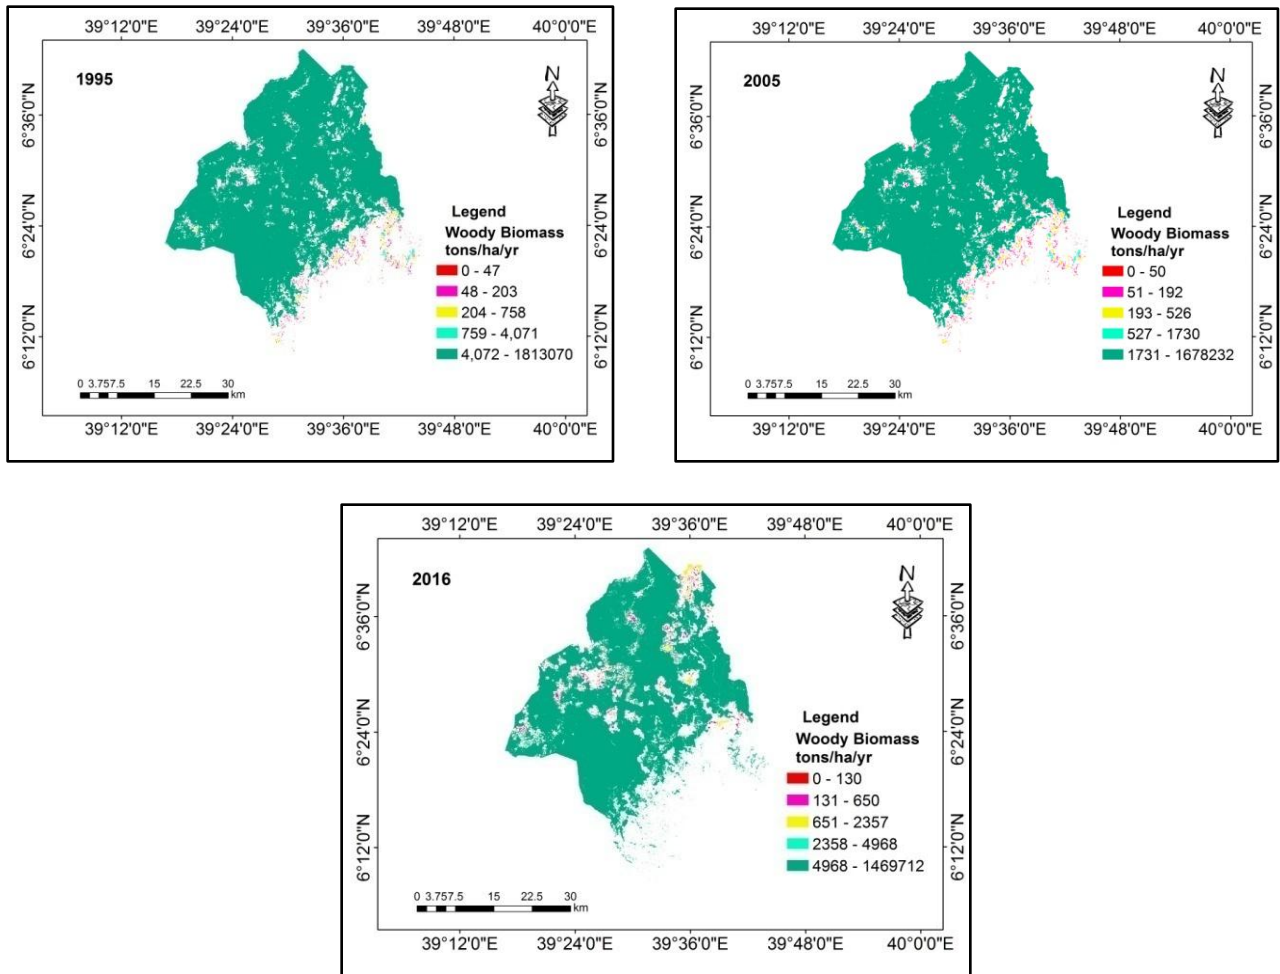 39°12'0"E 39°24'0"E 39°36'0"E 39°48'0"E 40°0'0"E
1995
N
6°36'0"N 6°36'0"N
6°24'0"N 6°24'0"N
6°12'0"N 6°12'0"N
Legend
Woody Biomass
tons/ha/yr
0 - 47
48 - 203
204 - 758
759 - 4,071
4,072 - 1813070
0 3.757.5 15 22.5 30
km
39°12'0"E 39°24'0"E 39°36'0"E 39°48'0"E 40°0'0"E
39°12'0"E 39°24'0"E 39°36'0"E 39°48'0"E 40°0'0"E
2005
N
6°36'0"N 6°36'0"N
6°24'0"N 6°24'0"N
6°12'0"N 6°12'0"N
Legend
Woody Biomass
tons/ha/yr
0 - 50
51 - 192
193 - 526
527 - 1730
1731 - 1678232
0 3.757.5 15 22.5 30
km
39°12'0"E 39°24'0"E 39°36'0"E 39°48'0"E 40°0'0"E
39°12'0"E 39°24'0"E 39°36'0"E 39°48'0"E 40°0'0"E
2016
N
6°36'0"N 6°36'0"N
6°24'0"N 6°24'0"N
6°12'0"N 6°12'0"N
Legend
Woody Biomass
tons/ha/yr
0 - 130
131 - 650
651 - 2357
2358 - 4968
4968 - 1469712
0 3.757.5 15 22.5 30
km
39°12'0"E 39°24'0"E 39°36'0"E 39°48'0"E 40°0'0"E